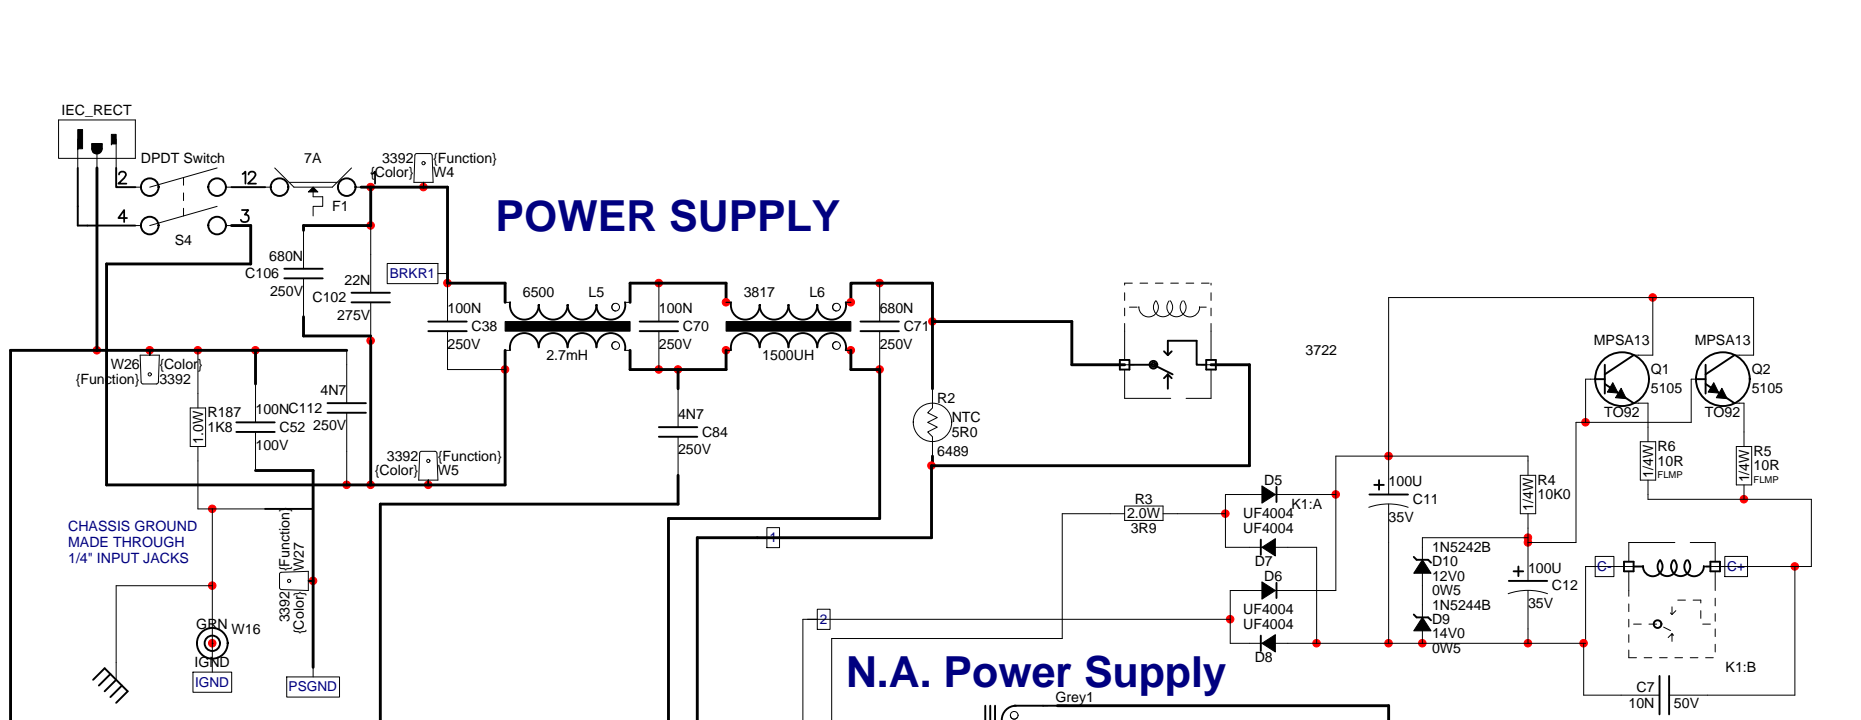 IEC_RECT
DPDT Switch
2
12
4
3
S4
7A
F1
1
3392
{Function}
{Color}
W4
POWER SUPPLY
680N
C106
250V
22N
C102
275V
BRKR1
100N
C38
250V
6500
L5
2.7mH
100N
C70
250V
3817
L6
1500UH
680N
C71
250V
3722
W26
{Color}
{Function}
3392
R187
1K8
1.0W
100N
C52
100V
4N7
C112
250V
3392
{Function}
{Color}
W5
4N7
C84
250V
R2
NTC
5R0
6489
CHASSIS GROUND
MADE THROUGH
1/4" INPUT JACKS
{Function}
W27
3392
{Color}
GRN
W16
IGND
IGND
PSGND
1
2
R3
2.0W
3R9
D5
K1:A
UF4004
UF4004
D7
D6
UF4004
UF4004
D8
100U
C11
35V
R4
10K0
1/4W
1N5242B
D10
12V0
0W5
1N5244B
D9
14V0
0W5
100U
C12
35V
MPSA13
Q1
5105
TO92
MPSA13
Q2
5105
TO92
R6
10R
FLMP
1/4W
R5
10R
FLMP
1/4W
C-
C+
K1:B
C7
10N
50V
N.A. Power Supply
Grey1